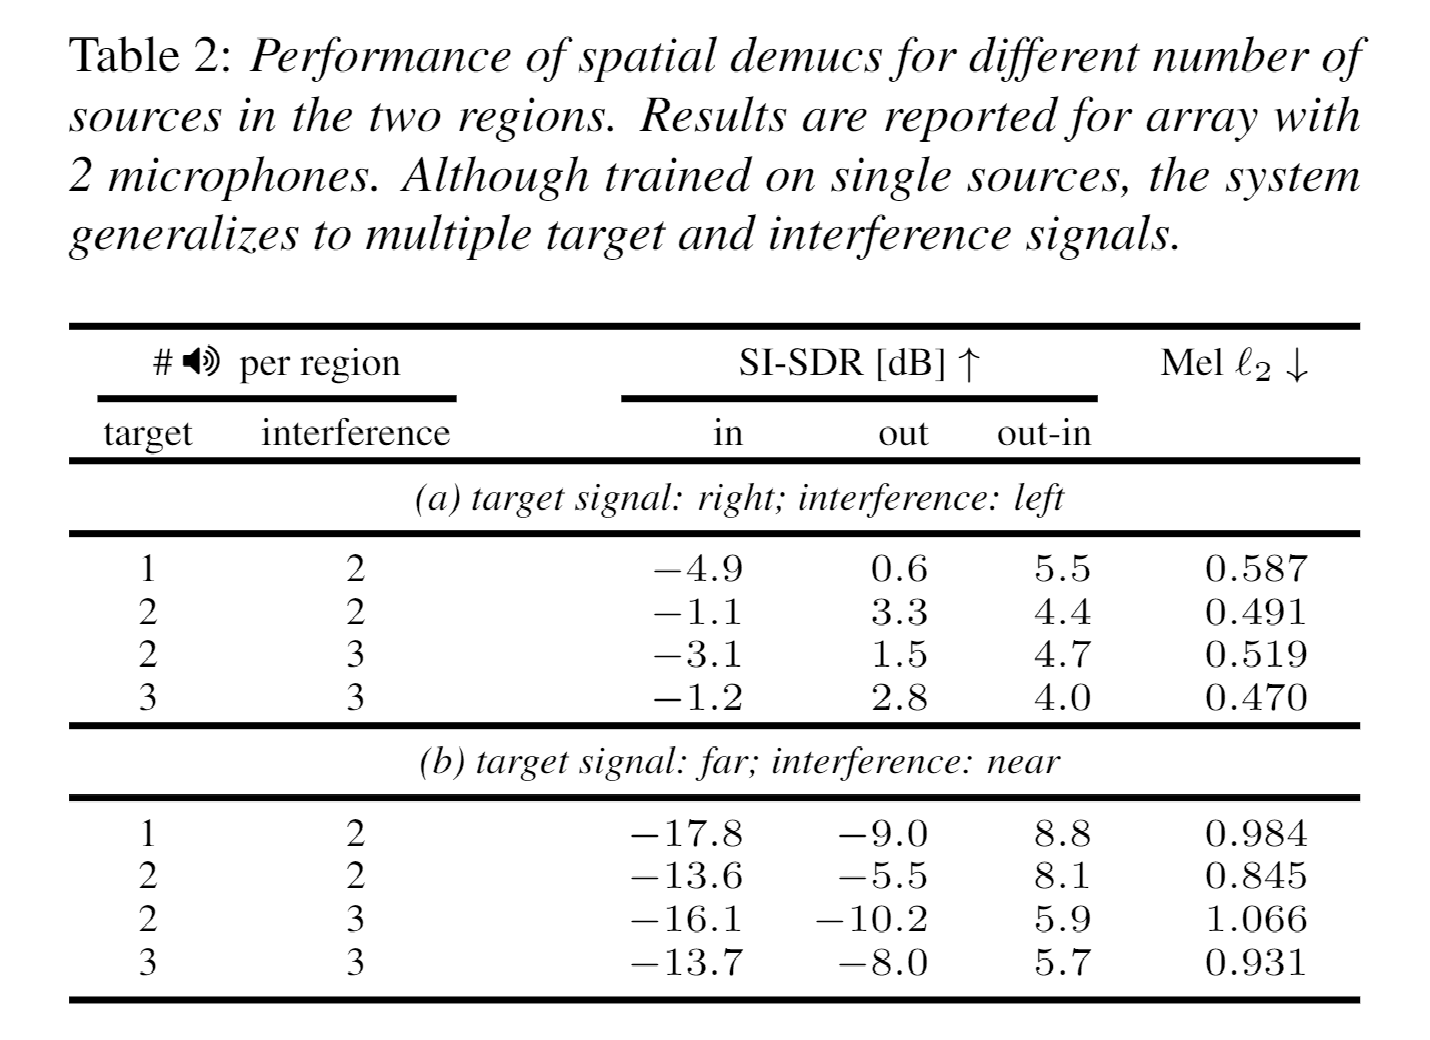 Table 2: Performance of spatial demucs for different number of
sources in the two regions. Results are reported for array with
2 microphones. Although trained on single sources, the system
generalizes to multiple target and interference signals.
# 🔊 per region SI-SDR [dB] ↑ Mel ℓ₂ ↓
target interference in out out-in
(a) target signal: right; interference: left
1 2 −4.9 0.6 5.5 0.587
2 2 −1.1 3.3 4.4 0.491
2 3 −3.1 1.5 4.7 0.519
3 3 −1.2 2.8 4.0 0.470
(b) target signal: far; interference: near
1 2 −17.8 −9.0 8.8 0.984
2 2 −13.6 −5.5 8.1 0.845
2 3 −16.1 −10.2 5.9 1.066
3 3 −13.7 −8.0 5.7 0.931